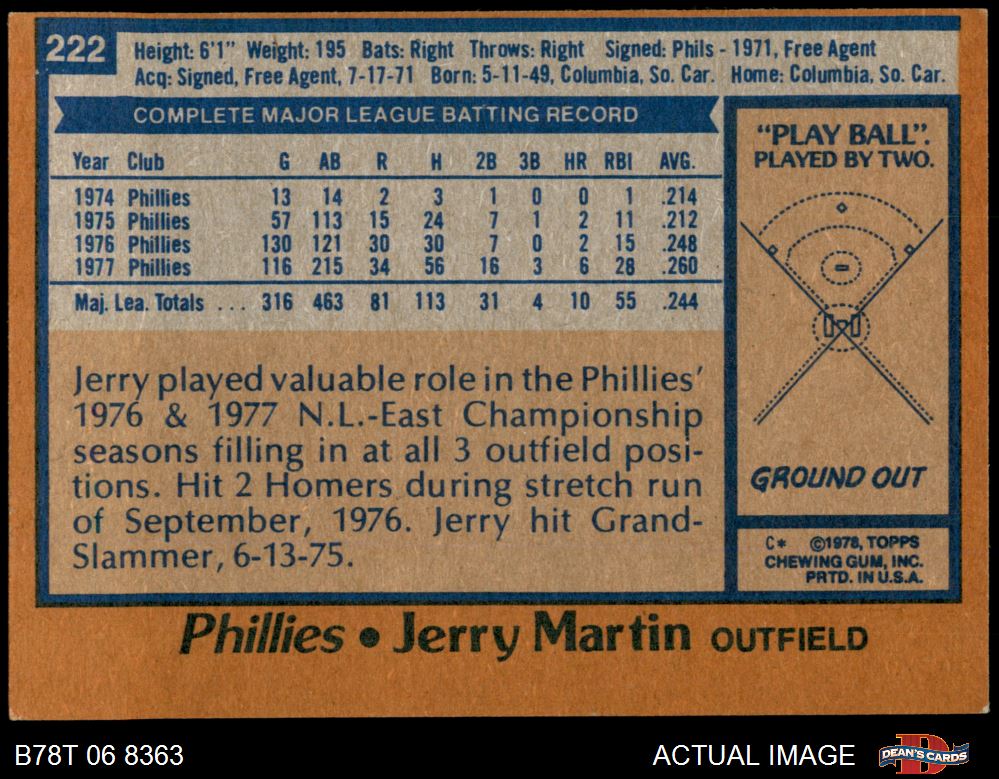 222
Height: 6'1" Weight: 195 Bats: Right Throws: Right Signed: Phils - 1971, Free Agent
Acq: Signed, Free Agent, 7-17-71 Born: 5-11-49, Columbia, So. Car. Home: Columbia, So. Car.
COMPLETE MAJOR LEAGUE BATTING RECORD
Year Club G AB R H 2B 3B HR RBI AVG.
1974 Phillies 13 14 2 3 1 0 0 1 .214
1975 Phillies 57 113 15 24 7 1 2 11 .212
1976 Phillies 130 121 30 30 7 0 2 15 .248
1977 Phillies 116 215 34 56 16 3 6 28 .260
Maj. Lea. Totals ... 316 463 81 113 31 4 10 55 .244
Jerry played valuable role in the Phillies'
1976 & 1977 N.L.-East Championship
seasons filling in at all 3 outfield posi-
tions. Hit 2 Homers during stretch run
of September, 1976. Jerry hit Grand-
Slammer, 6-13-75.
"PLAY BALL".
PLAYED BY TWO.
GROUND OUT
C* ©1978, TOPPS
CHEWING GUM, INC.
PRTD. IN U.S.A.
Phillies • Jerry Martin OUTFIELD
B78T 06 8363
ACTUAL IMAGE
DEAN'S CARDS